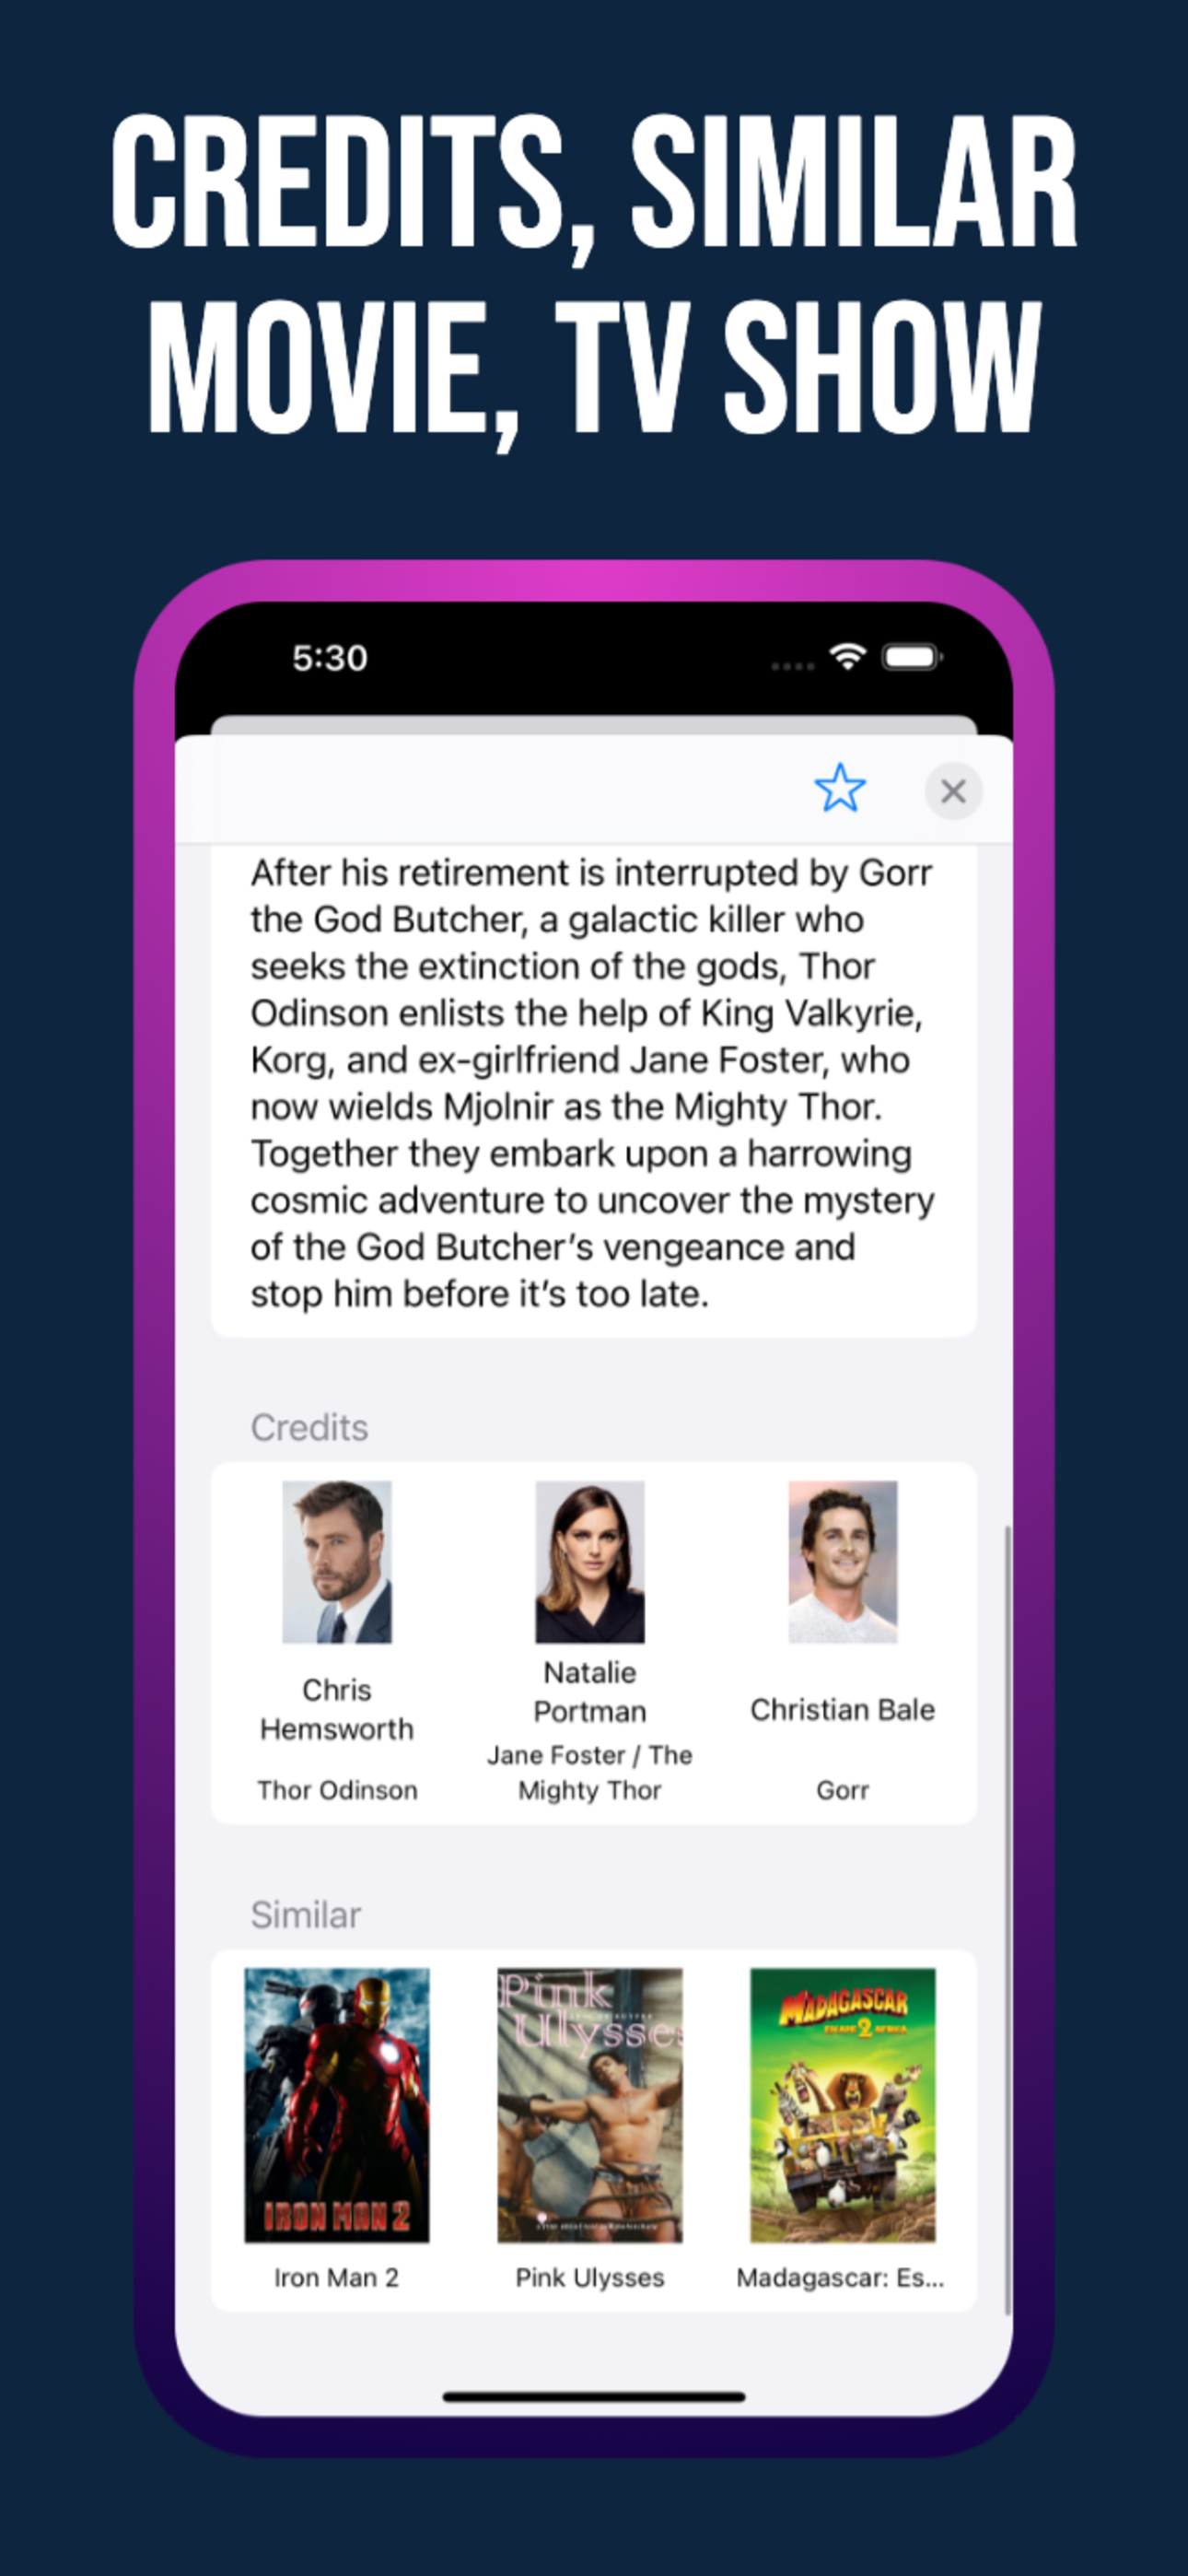 CREDITS, SIMILAR
MOVIE, TV SHOW
5:30
After his retirement is interrupted by Gorr
the God Butcher, a galactic killer who
seeks the extinction of the gods, Thor
Odinson enlists the help of King Valkyrie,
Korg, and ex-girlfriend Jane Foster, who
now wields Mjolnir as the Mighty Thor.
Together they embark upon a harrowing
cosmic adventure to uncover the mystery
of the God Butcher’s vengeance and
stop him before it’s too late.
Credits
Chris
Hemsworth
Thor Odinson
Natalie
Portman
Jane Foster / The
Mighty Thor
Christian Bale
Gorr
Similar
IRON MAN 2
Iron Man 2
Pink
Ulysses
Pink Ulysses
MADAGASCAR
ESCAPE 2 AFRICA
Madagascar: Es...